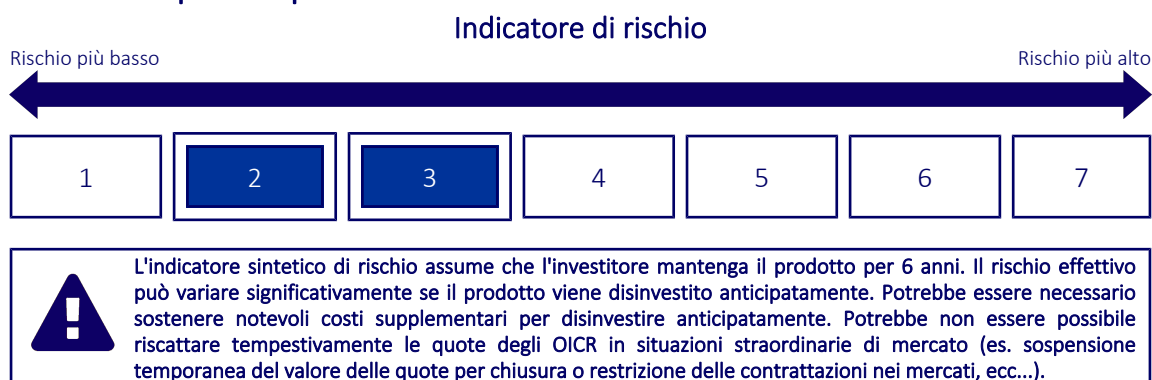 Indicatore di rischio
Rischio più basso
Rischio più alto
1
2
3
4
5
6
7
L'indicatore sintetico di rischio assume che l'investitore mantenga il prodotto per 6 anni. Il rischio effettivo
può variare significativamente se il prodotto viene disinvestito anticipatamente. Potrebbe essere necessario
sostenere notevoli costi supplementari per disinvestire anticipatamente. Potrebbe non essere possibile
riscattare tempestivamente le quote degli OICR in situazioni straordinarie di mercato (es. sospensione
temporanea del valore delle quote per chiusura o restrizione delle contrattazioni nei mercati, ecc...).